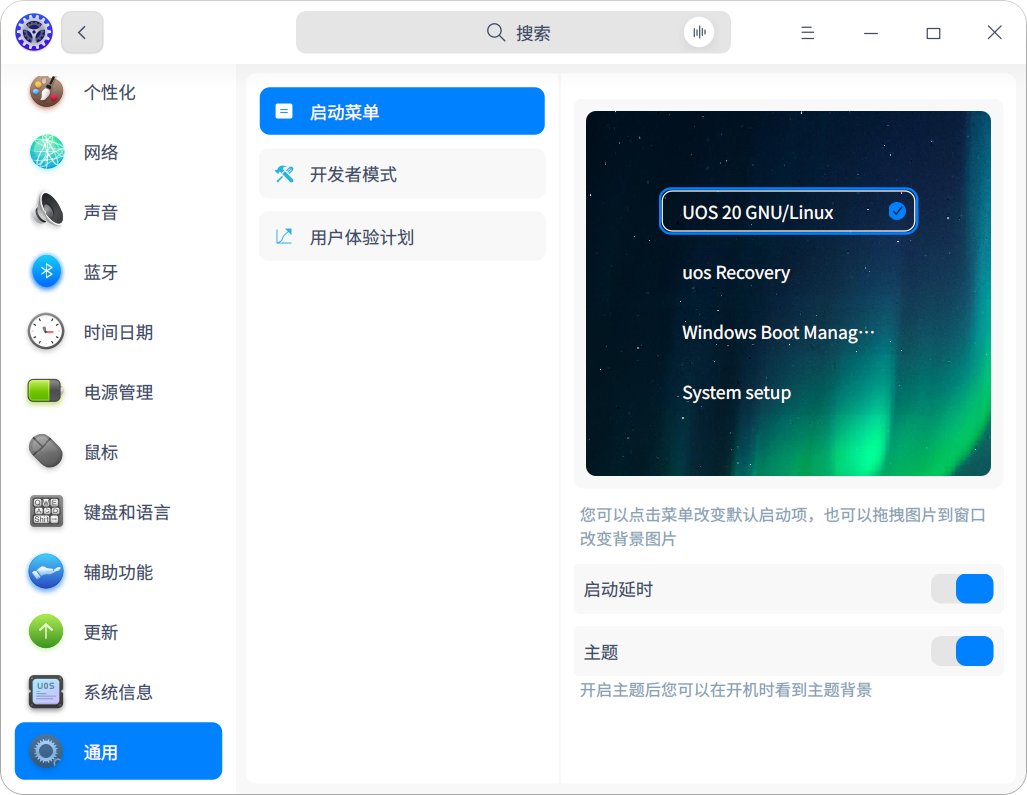 搜索
个性化
网络
声音
蓝牙
时间日期
电源管理
鼠标
键盘和语言
辅助功能
更新
UOS
系统信息
通用
启动菜单
开发者模式
用户体验计划
UOS 20 GNU/Linux
uos Recovery
Windows Boot Manag…
System setup
您可以点击菜单改变默认启动项，也可以拖拽图片到窗口
改变背景图片
启动延时
主题
开启主题后您可以在开机时看到主题背景